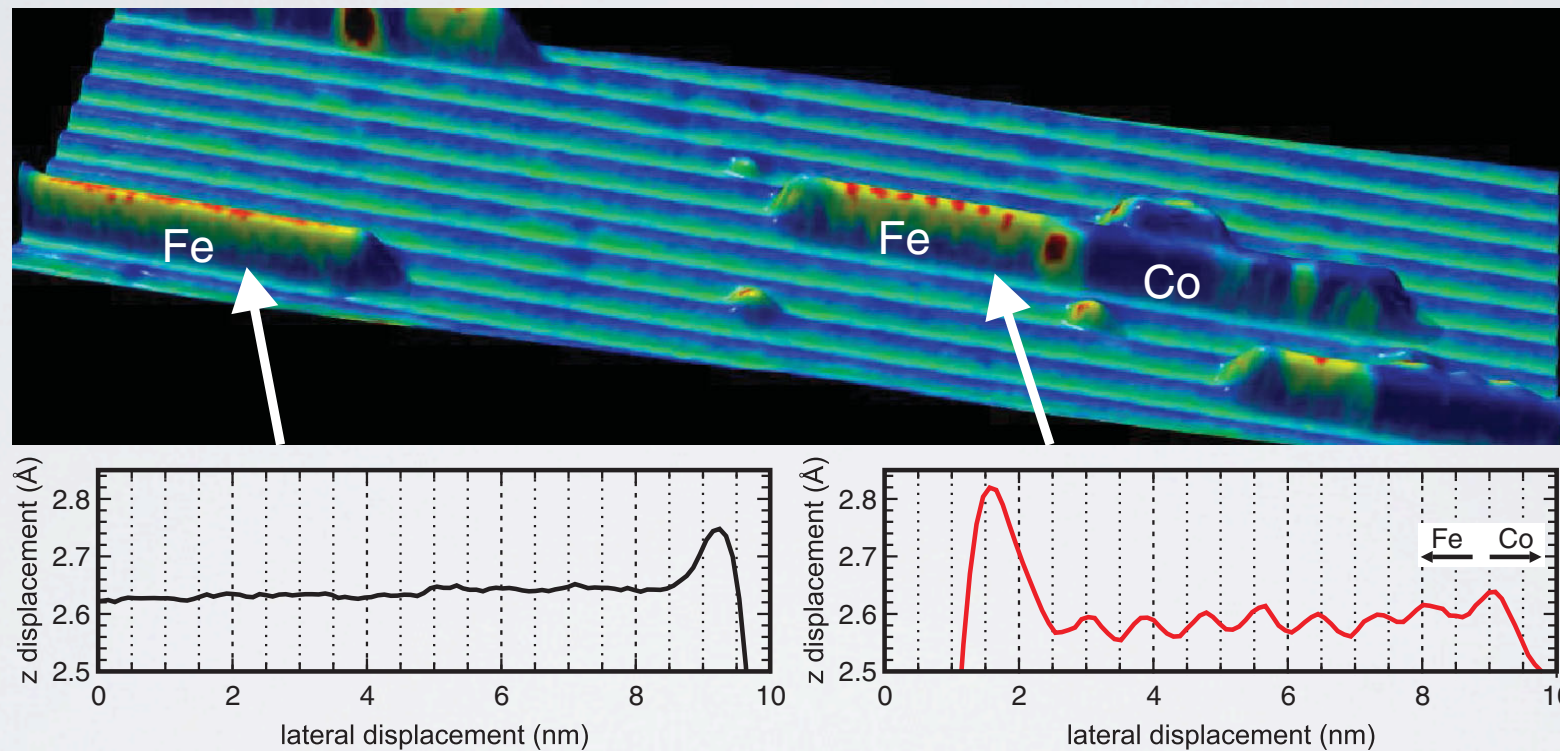 Fe
Fe
Co
z displacement (Å)
2.8
2.7
2.6
2.5
0 2 4 6 8 10
lateral displacement (nm)
z displacement (Å)
2.8
2.7
2.6
2.5
Fe Co
0 2 4 6 8 10
lateral displacement (nm)